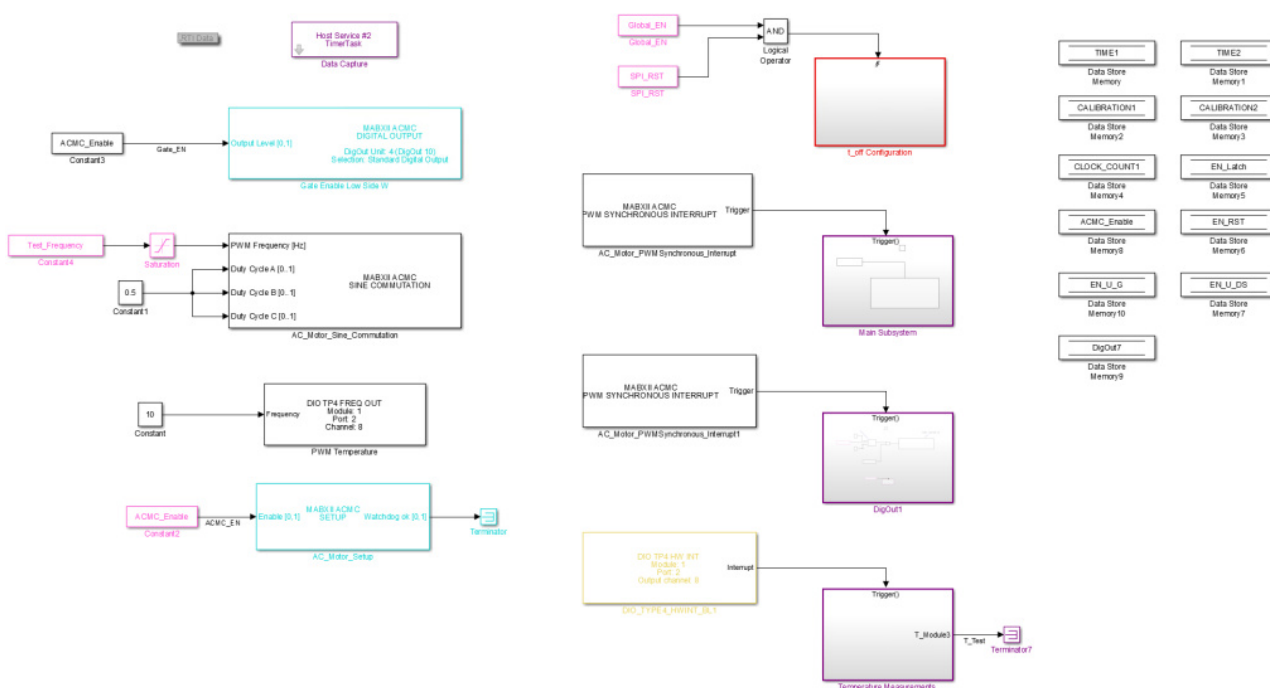 RTI Data
Host Service #2
TimerTask
Data Capture
ACMC_Enable
Constant3
Gate_EN
Output Level [0,1]
MABXII ACMC
DIGITAL OUTPUT
DigOut Unit: 4 (DigOut 10)
Selection: Standard Digital Output
Gate Enable Low Side W
Test_Frequency
Constant4
Saturation
0.5
Constant1
PWM Frequency [Hz]
Duty Cycle A [0..1]
Duty Cycle B [0..1]
Duty Cycle C [0..1]
MABXII ACMC
SINE COMMUTATION
AC_Motor_Sine_Commutation
10
Constant
Frequency
DIO TP4 FREQ OUT
Module: 1
Port: 2
Channel: 8
PWM Temperature
ACMC_Enable
Constant2
ACMC_EN
Enable [0,1]
MABXII ACMC
SETUP
Watchdog ok [0,1]
AC_Motor_Setup
Terminator
Global_EN
Global_EN
SPI_RST
SPI_RST
AND
Logical
Operator
t_off Configuration
MABXII ACMC
PWM SYNCHRONOUS INTERRUPT
Trigger
AC_Motor_PWMSynchronous_Interrupt
Trigger()
Main Subsystem
MABXII ACMC
PWM SYNCHRONOUS INTERRUPT
Trigger
AC_Motor_PWMSynchronous_Interrupt1
Trigger()
DigOut1
DIO TP4 HW INT
Module: 1
Port: 2
Output channel: 8
Interrupt
DIO_TYPE4_HWINT_BL1
Trigger()
T_Module3
T_Test
Terminator7
Temperature Measurements
TIME1
Data Store
Memory
TIME2
Data Store
Memory1
CALIBRATION1
Data Store
Memory2
CALIBRATION2
Data Store
Memory3
CLOCK_COUNT1
Data Store
Memory4
EN_Latch
Data Store
Memory5
ACMC_Enable
Data Store
Memory8
EN_RST
Data Store
Memory6
EN_U_G
Data Store
Memory10
EN_U_DS
Data Store
Memory7
DigOut7
Data Store
Memory9